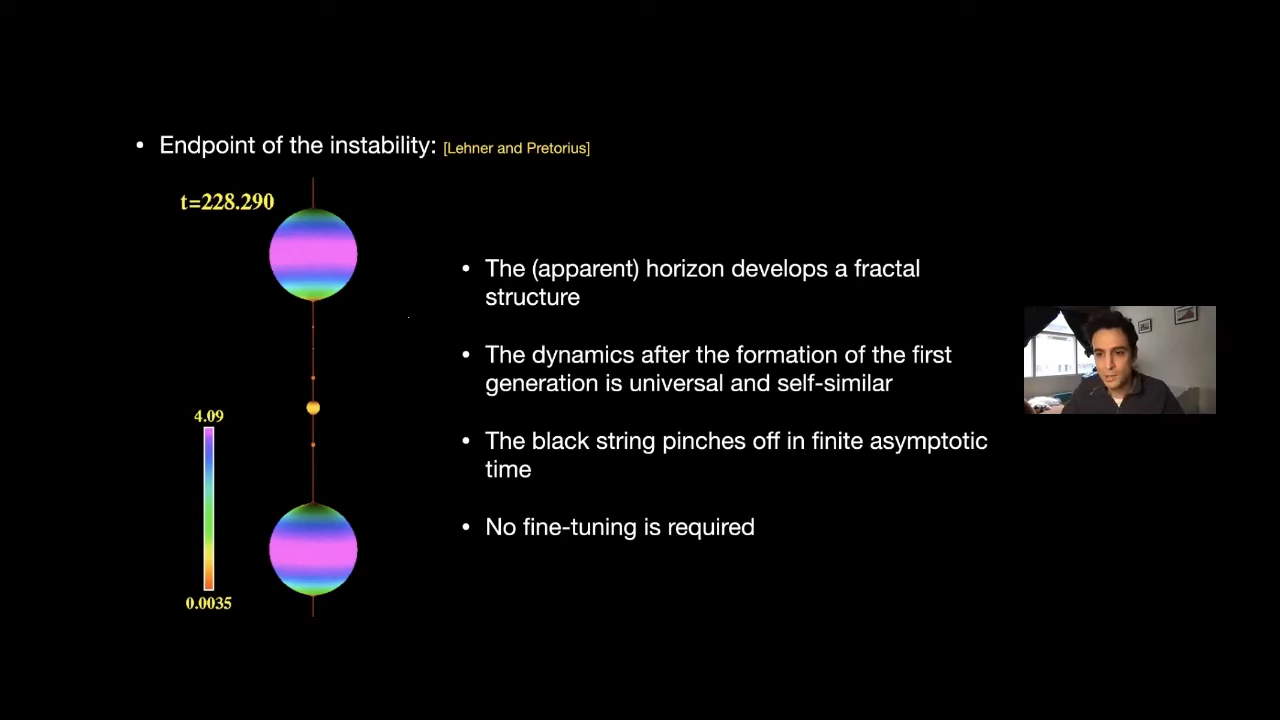 • Endpoint of the instability: [Lehner and Pretorius]
t=228.290
• The (apparent) horizon develops a fractal
structure
• The dynamics after the formation of the first
generation is universal and self-similar
4.09
• The black string pinches off in finite asymptotic
time
• No fine-tuning is required
0.0035